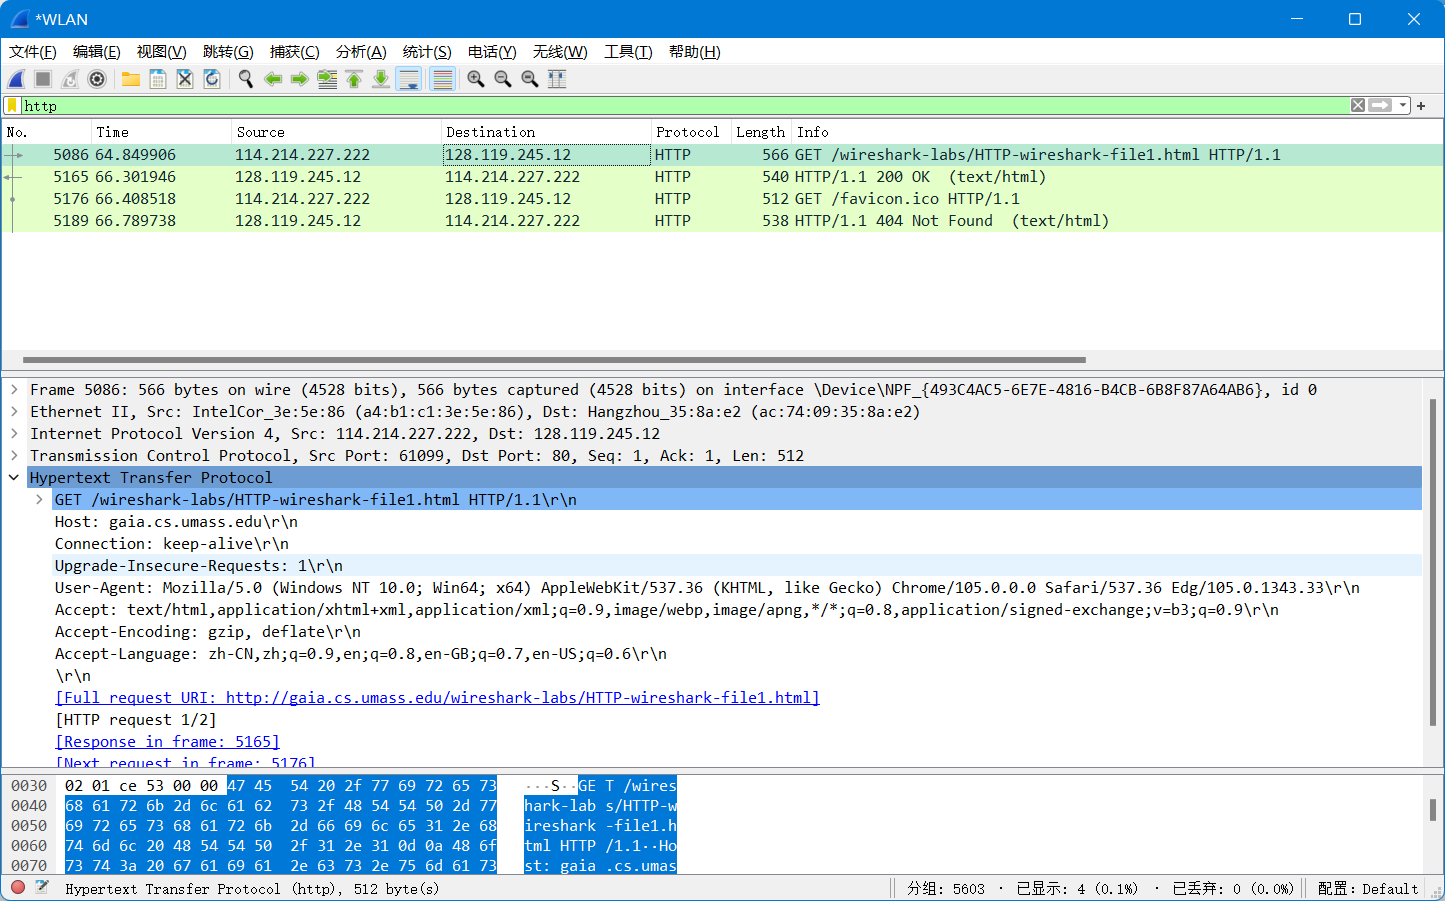 *WLAN
文件(F) 编辑(E) 视图(V) 跳转(G) 捕获(C) 分析(A) 统计(S) 电话(Y) 无线(W) 工具(T) 帮助(H)
http
No. Time Source Destination Protocol Length Info
5086 64.849906 114.214.227.222 128.119.245.12 HTTP 566 GET /wireshark-labs/HTTP-wireshark-file1.html HTTP/1.1
5165 66.301946 128.119.245.12 114.214.227.222 HTTP 540 HTTP/1.1 200 OK  (text/html)
5176 66.408518 114.214.227.222 128.119.245.12 HTTP 512 GET /favicon.ico HTTP/1.1
5189 66.789738 128.119.245.12 114.214.227.222 HTTP 538 HTTP/1.1 404 Not Found  (text/html)
Frame 5086: 566 bytes on wire (4528 bits), 566 bytes captured (4528 bits) on interface \Device\NPF_{493C4AC5-6E7E-4816-B4CB-6B8F87A64AB6}, id 0
Ethernet II, Src: IntelCor_3e:5e:86 (a4:b1:c1:3e:5e:86), Dst: Hangzhou_35:8a:e2 (ac:74:09:35:8a:e2)
Internet Protocol Version 4, Src: 114.214.227.222, Dst: 128.119.245.12
Transmission Control Protocol, Src Port: 61099, Dst Port: 80, Seq: 1, Ack: 1, Len: 512
Hypertext Transfer Protocol
GET /wireshark-labs/HTTP-wireshark-file1.html HTTP/1.1\r\n
Host: gaia.cs.umass.edu\r\n
Connection: keep-alive\r\n
Upgrade-Insecure-Requests: 1\r\n
User-Agent: Mozilla/5.0 (Windows NT 10.0; Win64; x64) AppleWebKit/537.36 (KHTML, like Gecko) Chrome/105.0.0.0 Safari/537.36 Edg/105.0.1343.33\r\n
Accept: text/html,application/xhtml+xml,application/xml;q=0.9,image/webp,image/apng,*/*;q=0.8,application/signed-exchange;v=b3;q=0.9\r\n
Accept-Encoding: gzip, deflate\r\n
Accept-Language: zh-CN,zh;q=0.9,en;q=0.8,en-GB;q=0.7,en-US;q=0.6\r\n
\r\n
[Full request URI: http://gaia.cs.umass.edu/wireshark-labs/HTTP-wireshark-file1.html]
[HTTP request 1/2]
[Response in frame: 5165]
[Next request in frame: 5176]
0030 02 01 ce 53 00 00 47 45 54 20 2f 77 69 72 65 73 ···S··GE T /wires
0040 68 61 72 6b 2d 6c 61 62 73 2f 48 54 54 50 2d 77 hark-lab s/HTTP-w
0050 69 72 65 73 68 61 72 6b 2d 66 69 6c 65 31 2e 68 ireshark -file1.h
0060 74 6d 6c 20 48 54 54 50 2f 31 2e 31 0d 0a 48 6f tml HTTP /1.1··Ho
0070 73 74 3a 20 67 61 69 61 2e 63 73 2e 75 6d 61 73 st: gaia .cs.umas
Hypertext Transfer Protocol (http), 512 byte(s) 分组: 5603 · 已显示: 4 (0.1%) · 已丢弃: 0 (0.0%) 配置: Default